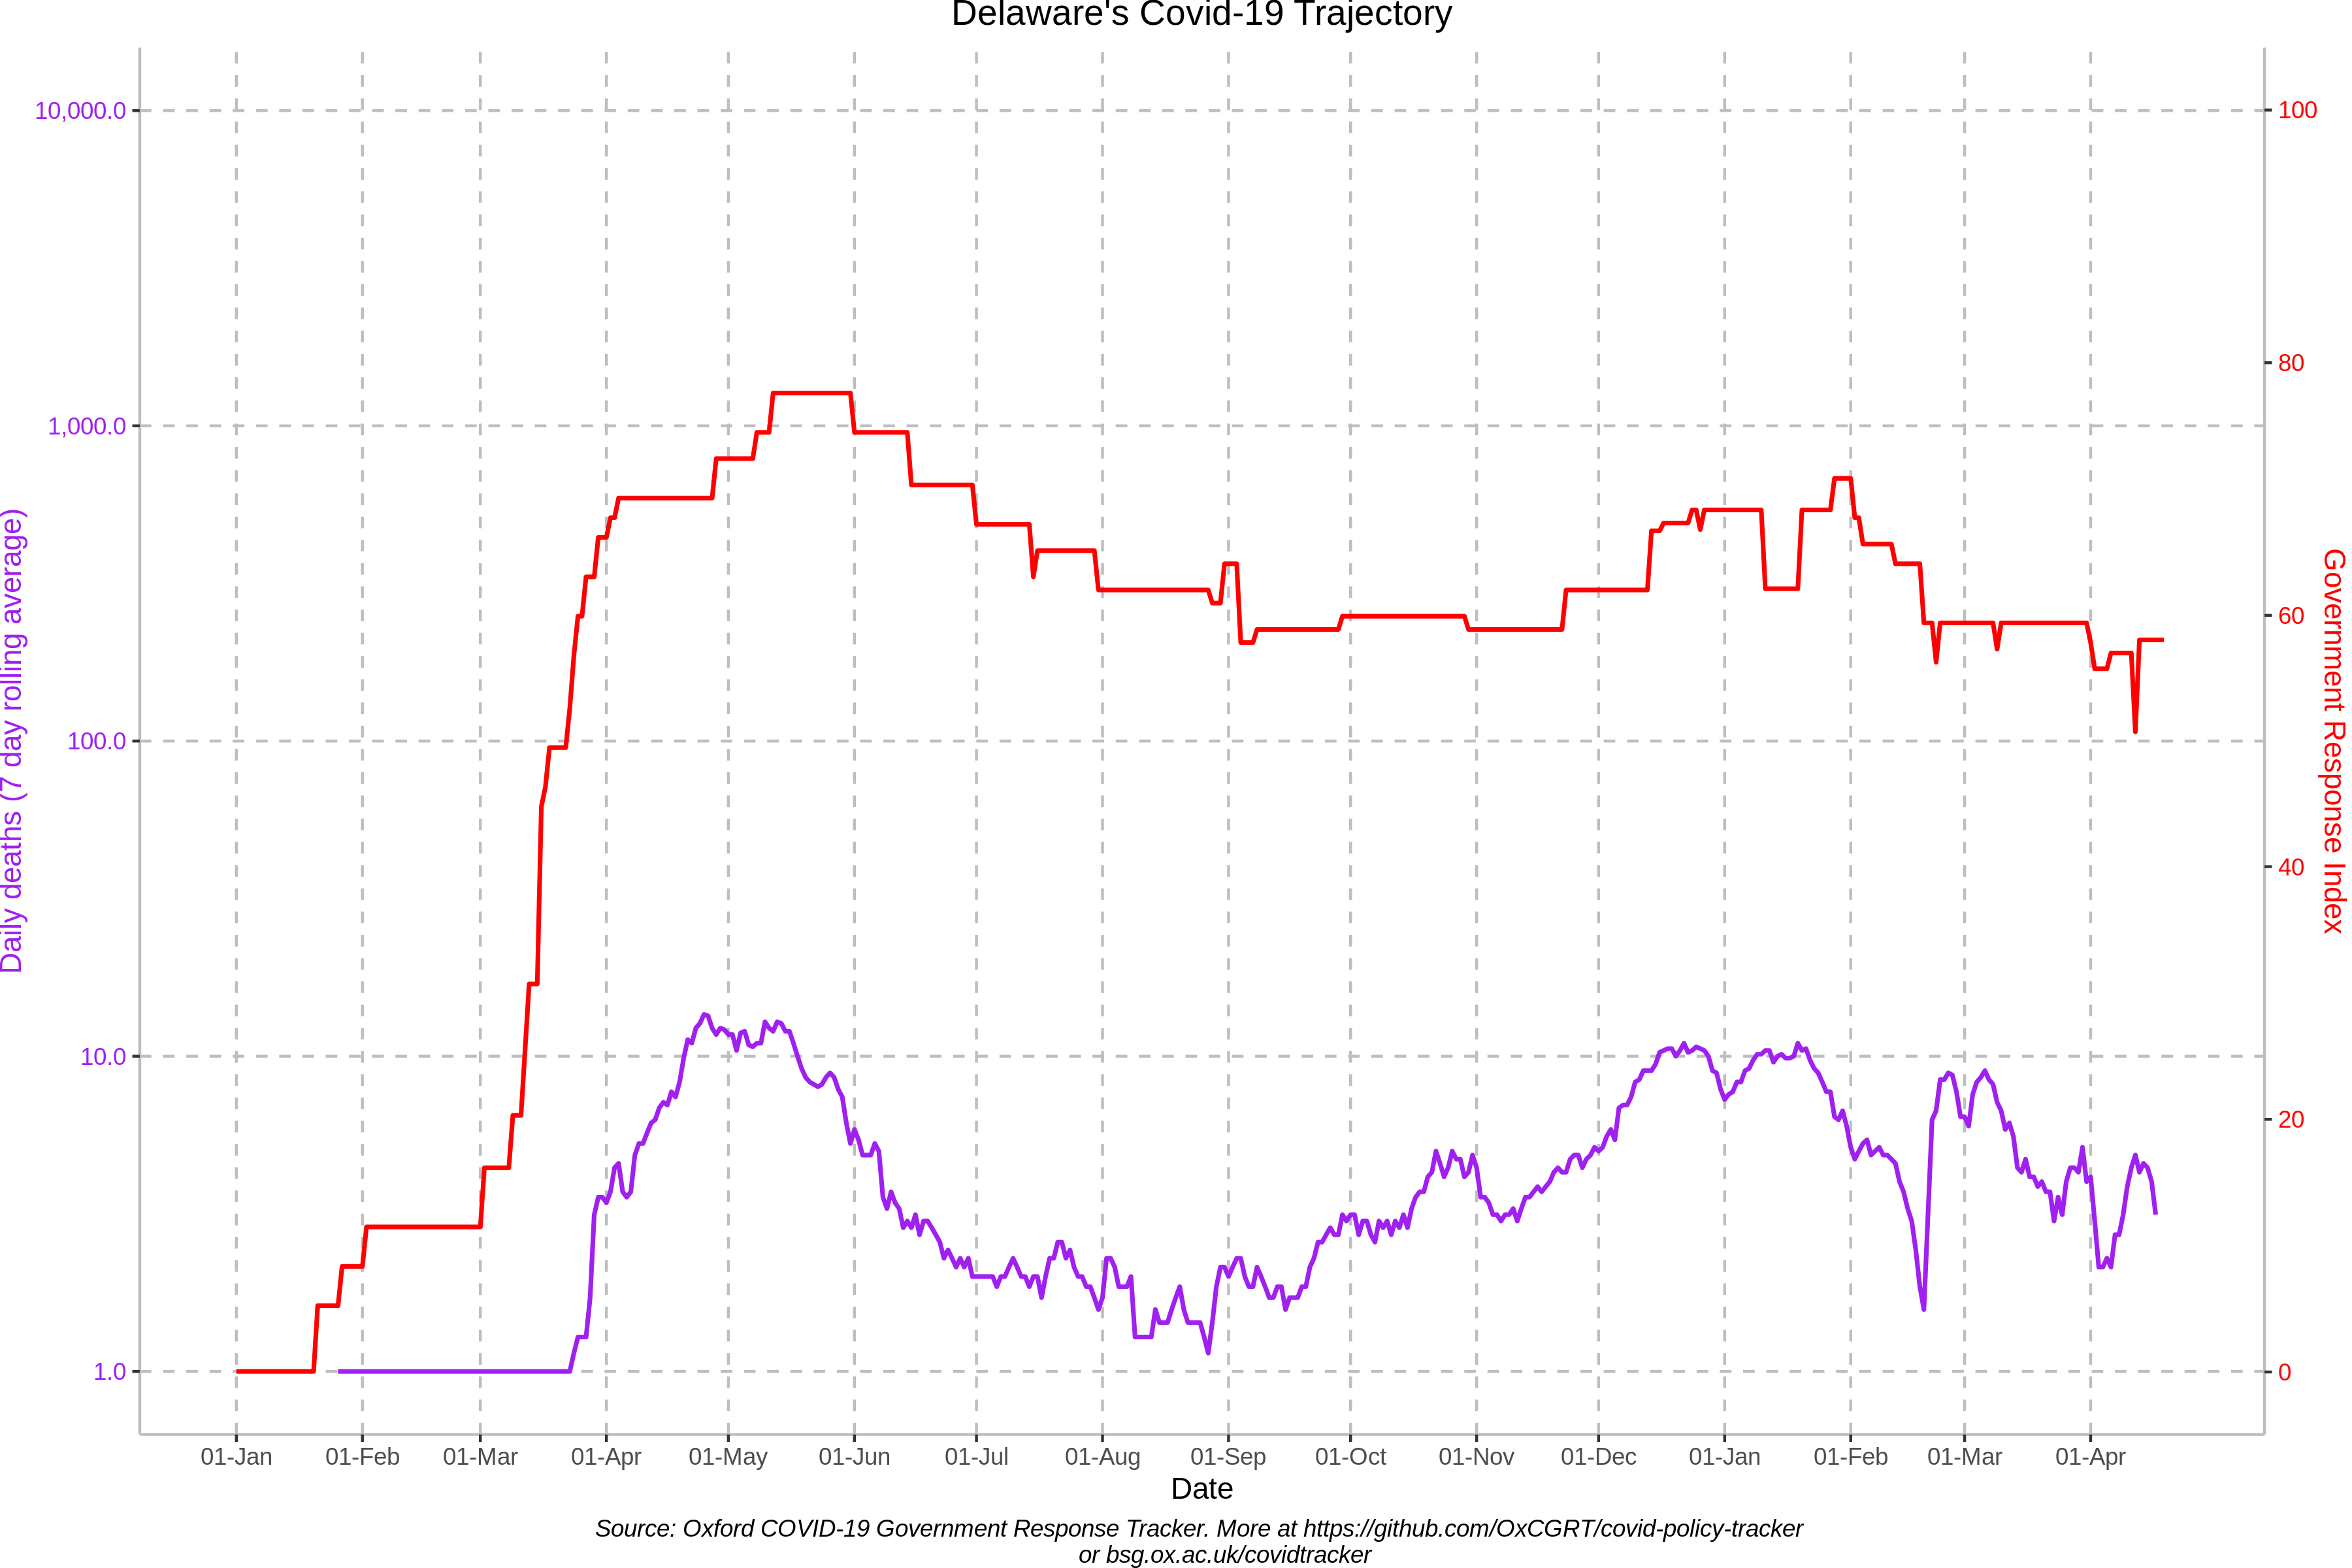 Delaware's Covid-19 Trajectory
10,000.0
1,000.0
100.0
10.0
1.0
Daily deaths (7 day rolling average)
100
80
60
40
20
0
Government Response Index
01-Jan 01-Feb 01-Mar 01-Apr 01-May 01-Jun 01-Jul 01-Aug 01-Sep 01-Oct 01-Nov 01-Dec 01-Jan 01-Feb 01-Mar 01-Apr
Date
Source: Oxford COVID-19 Government Response Tracker. More at https://github.com/OxCGRT/covid-policy-tracker
or bsg.ox.ac.uk/covidtracker